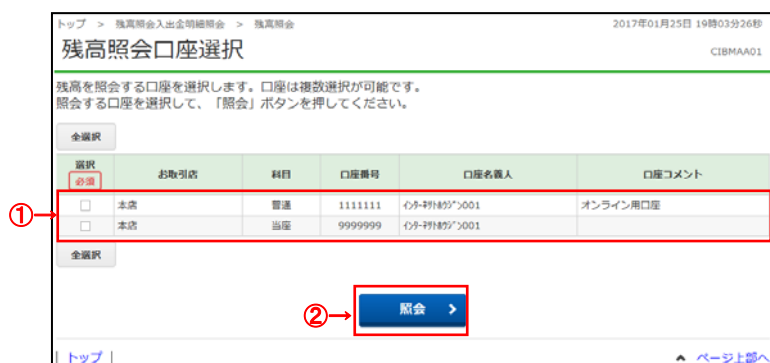 トップ > 残高照会入出金明細照会 > 残高照会 2017年01月25日 19時03分26秒
残高照会口座選択 CIBMAA01
残高を照会する口座を選択します。口座は複数選択が可能です。
照会する口座を選択して、「照会」ボタンを押してください。
全選択
選択 必須 お取引店 科目 口座番号 口座名義人 口座コメント
① 本店 普通 1111111 ｲﾝﾀｰﾈｯﾄﾎｳｼﾞﾝ001 オンライン用口座
本店 当座 9999999 ｲﾝﾀｰﾈｯﾄﾎｳｼﾞﾝ001
全選択
② 照会
トップ | ページ上部へ